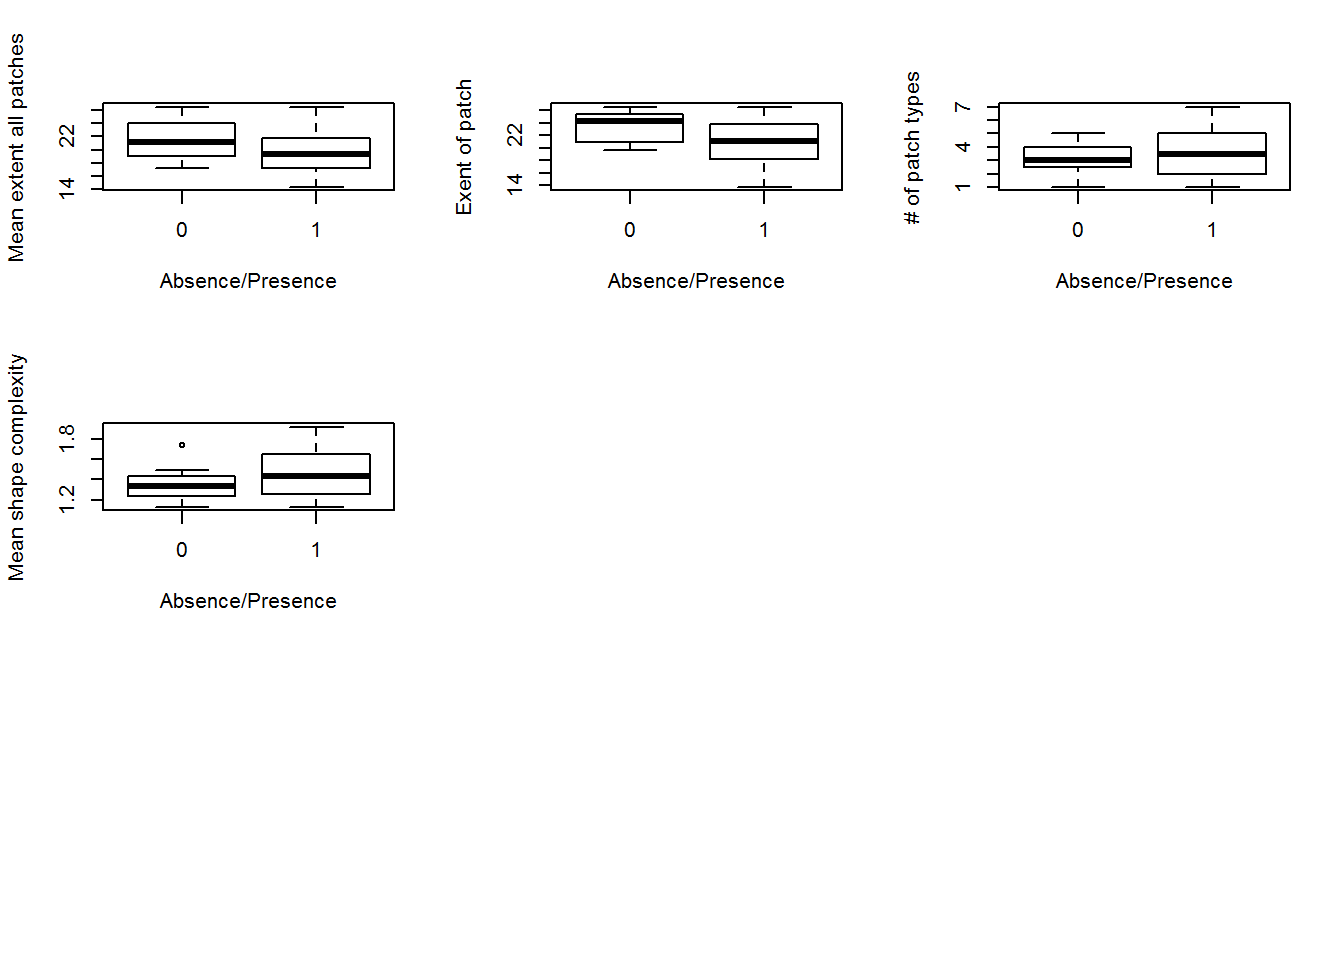 Mean extent all patches
22
14
0 1
Absence/Presence
Exent of patch
22
14
0 1
Absence/Presence
# of patch types
7
4
1
0 1
Absence/Presence
Mean shape complexity
1.8
1.2
0 1
Absence/Presence